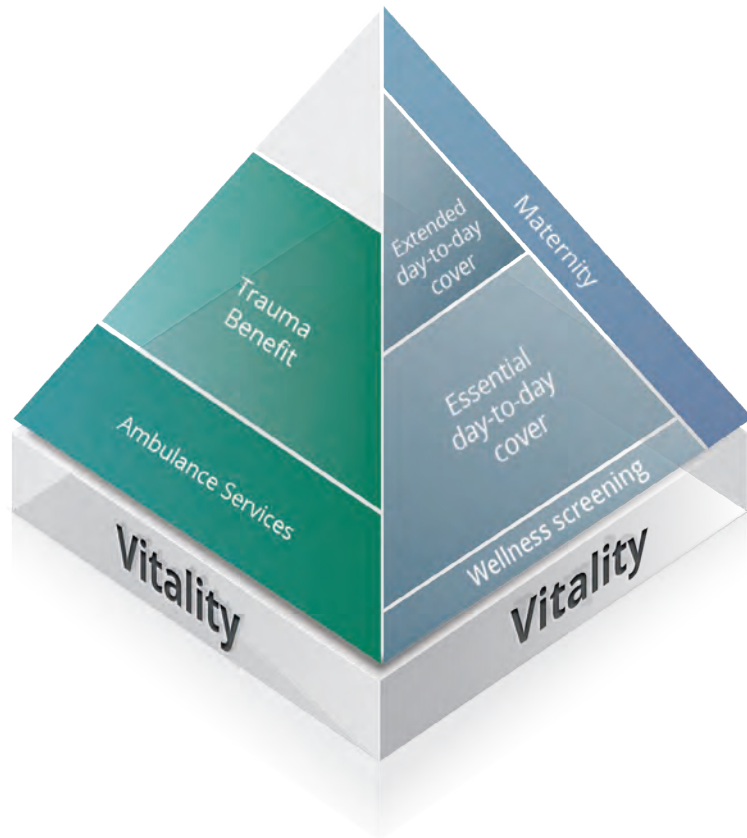 Trauma
Benefit
Ambulance Services
Vitality
Maternity
Extended
day-to-day
cover
Essential
day-to-day
cover
Wellness screening
Vitality